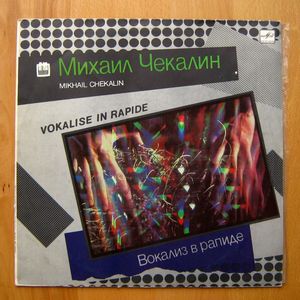 Михаил Чекалин
MIKHAIL CHEKALIN
VOKALISE IN RAPIDE
Вокализ в рапиде